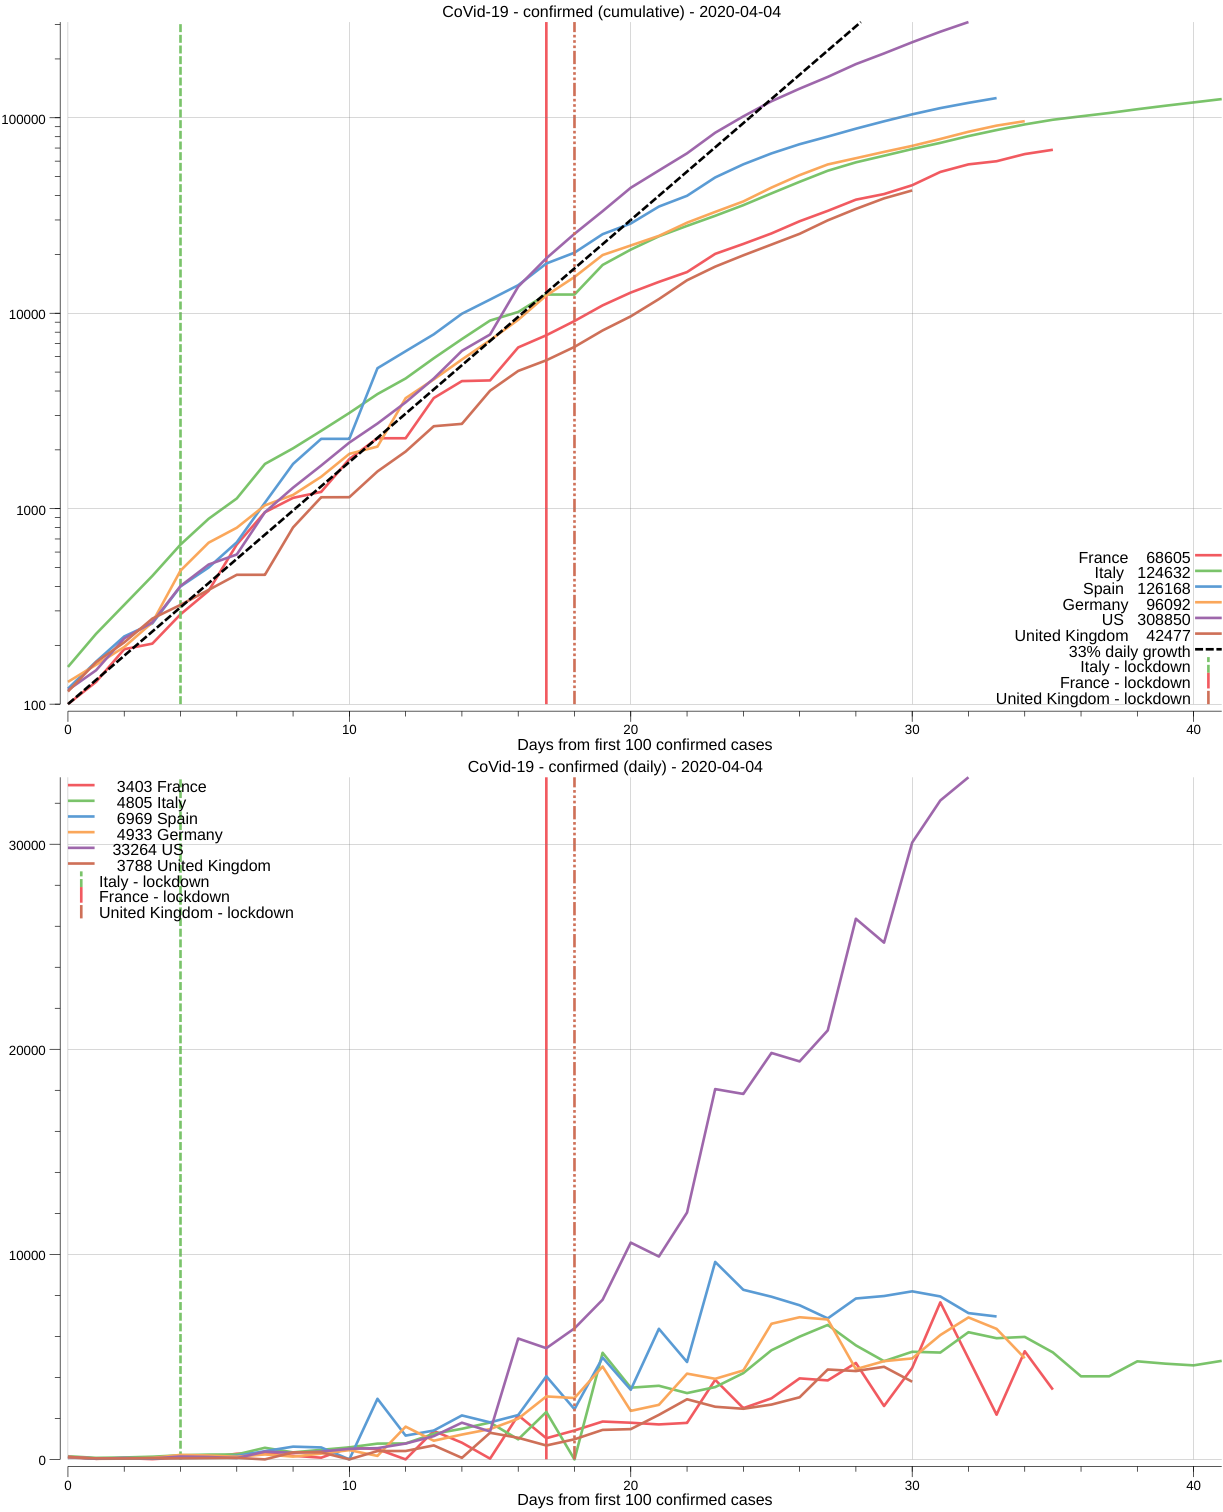 CoVid-19 - confirmed (cumulative) - 2020-04-04
100000
10000
1000
100
France 68605
Italy 124632
Spain 126168
Germany 96092
US 308850
United Kingdom 42477
33% daily growth
Italy - lockdown
France - lockdown
United Kingdom - lockdown
0 10 20 30 40
Days from first 100 confirmed cases
CoVid-19 - confirmed (daily) - 2020-04-04
3403 France
4805 Italy
6969 Spain
4933 Germany
33264 US
3788 United Kingdom
Italy - lockdown
France - lockdown
United Kingdom - lockdown
30000
20000
10000
0
0 10 20 30 40
Days from first 100 confirmed cases